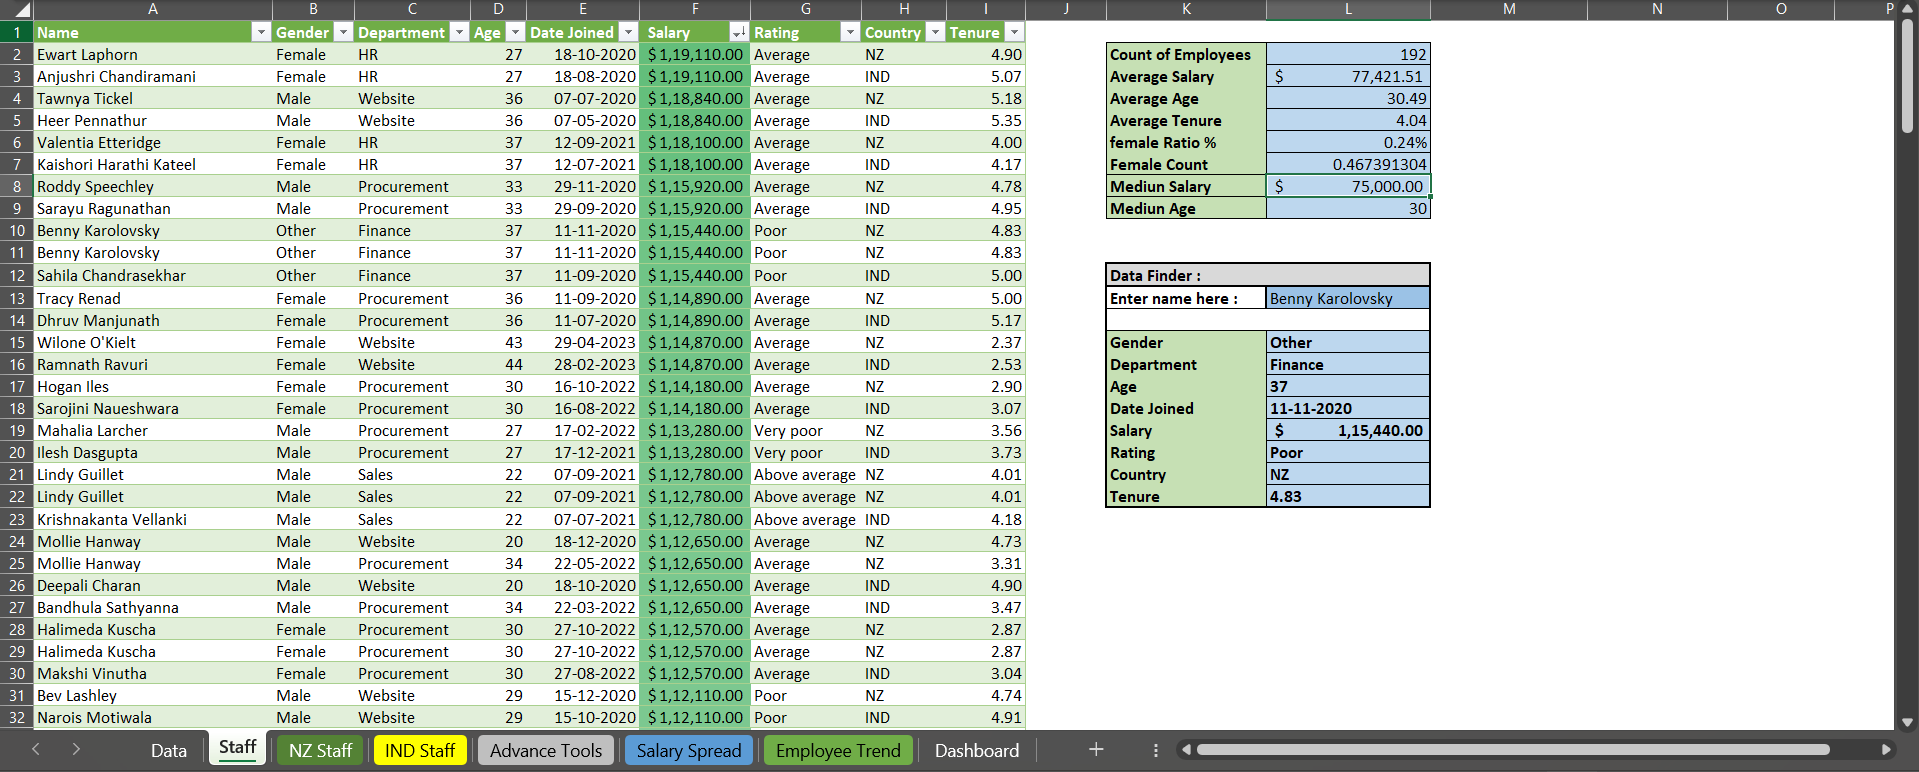 A B C D E F G H I J K L M N O P
1 Name Gender Department Age Date Joined Salary Rating Country Tenure
2 Ewart Laphorn Female HR 27 18-10-2020 $ 1,19,110.00 Average NZ 4.90 Count of Employees 192
3 Anjushri Chandiramani Female HR 27 18-08-2020 $ 1,19,110.00 Average IND 5.07 Average Salary $ 77,421.51
4 Tawnya Tickel Male Website 36 07-07-2020 $ 1,18,840.00 Average NZ 5.18 Average Age 30.49
5 Heer Pennathur Male Website 36 07-05-2020 $ 1,18,840.00 Average IND 5.35 Average Tenure 4.04
6 Valentia Etteridge Female HR 37 12-09-2021 $ 1,18,100.00 Average NZ 4.00 female Ratio % 0.24%
7 Kaishori Harathi Kateel Female HR 37 12-07-2021 $ 1,18,100.00 Average IND 4.17 Female Count 0.467391304
8 Roddy Speechley Male Procurement 33 29-11-2020 $ 1,15,920.00 Average NZ 4.78 Mediun Salary $ 75,000.00
9 Sarayu Ragunathan Male Procurement 33 29-09-2020 $ 1,15,920.00 Average IND 4.95 Mediun Age 30
10 Benny Karolovsky Other Finance 37 11-11-2020 $ 1,15,440.00 Poor NZ 4.83
11 Benny Karolovsky Other Finance 37 11-11-2020 $ 1,15,440.00 Poor NZ 4.83
12 Sahila Chandrasekhar Other Finance 37 11-09-2020 $ 1,15,440.00 Poor IND 5.00 Data Finder :
13 Tracy Renad Female Procurement 36 11-09-2020 $ 1,14,890.00 Average NZ 5.00 Enter name here : Benny Karolovsky
14 Dhruv Manjunath Female Procurement 36 11-07-2020 $ 1,14,890.00 Average IND 5.17
15 Wilone O'Kielt Female Website 43 29-04-2023 $ 1,14,870.00 Average NZ 2.37 Gender Other
16 Ramnath Ravuri Female Website 44 28-02-2023 $ 1,14,870.00 Average IND 2.53 Department Finance
17 Hogan Iles Female Procurement 30 16-10-2022 $ 1,14,180.00 Average NZ 2.90 Age 37
18 Sarojini Naueshwara Female Procurement 30 16-08-2022 $ 1,14,180.00 Average IND 3.07 Date Joined 11-11-2020
19 Mahalia Larcher Male Procurement 27 17-02-2022 $ 1,13,280.00 Very poor NZ 3.56 Salary $ 1,15,440.00
20 Ilesh Dasgupta Male Procurement 27 17-12-2021 $ 1,13,280.00 Very poor IND 3.73 Rating Poor
21 Lindy Guillet Male Sales 22 07-09-2021 $ 1,12,780.00 Above average NZ 4.01 Country NZ
22 Lindy Guillet Male Sales 22 07-09-2021 $ 1,12,780.00 Above average NZ 4.01 Tenure 4.83
23 Krishnakanta Vellanki Male Sales 22 07-07-2021 $ 1,12,780.00 Above average IND 4.18
24 Mollie Hanway Male Website 20 18-12-2020 $ 1,12,650.00 Average NZ 4.73
25 Mollie Hanway Male Procurement 34 22-05-2022 $ 1,12,650.00 Average NZ 3.31
26 Deepali Charan Male Website 20 18-10-2020 $ 1,12,650.00 Average IND 4.90
27 Bandhula Sathyanna Male Procurement 34 22-03-2022 $ 1,12,650.00 Average IND 3.47
28 Halimeda Kuscha Female Procurement 30 27-10-2022 $ 1,12,570.00 Average NZ 2.87
29 Halimeda Kuscha Female Procurement 30 27-10-2022 $ 1,12,570.00 Average NZ 2.87
30 Makshi Vinutha Female Procurement 30 27-08-2022 $ 1,12,570.00 Average IND 3.04
31 Bev Lashley Male Website 29 15-12-2020 $ 1,12,110.00 Poor NZ 4.74
32 Narois Motiwala Male Website 29 15-10-2020 $ 1,12,110.00 Poor IND 4.91
Data Staff NZ Staff IND Staff Advance Tools Salary Spread Employee Trend Dashboard